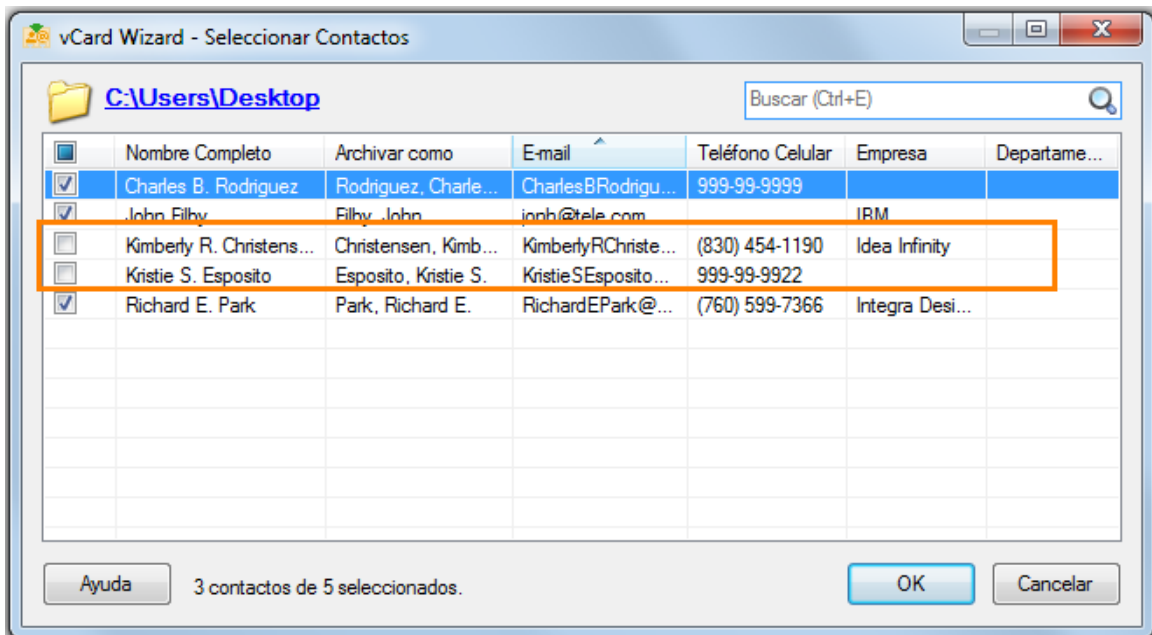 vCard Wizard - Seleccionar Contactos
C:\Users\Desktop Buscar (Ctrl+E)
Nombre Completo Archivar como E-mail Teléfono Celular Empresa Departame...
Charles B. Rodriguez Rodriguez, Charle... CharlesBRodrigu... 999-99-9999
John Filby Filby, John jonh@tele.com IBM
Kimberly R. Christens... Christensen, Kimb... KimberlyRChriste... (830) 454-1190 Idea Infinity
Kristie S. Esposito Esposito, Kristie S. KristieSEsposito... 999-99-9922
Richard E. Park Park, Richard E. RichardEPark@... (760) 599-7366 Integra Desi...
Ayuda 3 contactos de 5 seleccionados. OK Cancelar